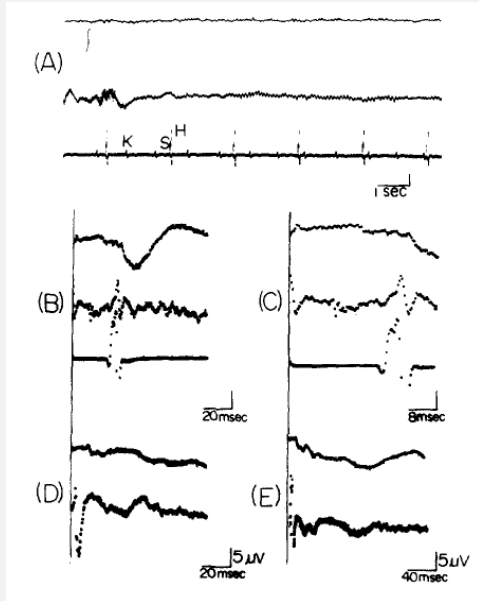 (A)
K S H
1 sec
(B)
(C)
20 msec
8 msec
(D)
(E)
5 μV
20 msec
5 μV
40 msec